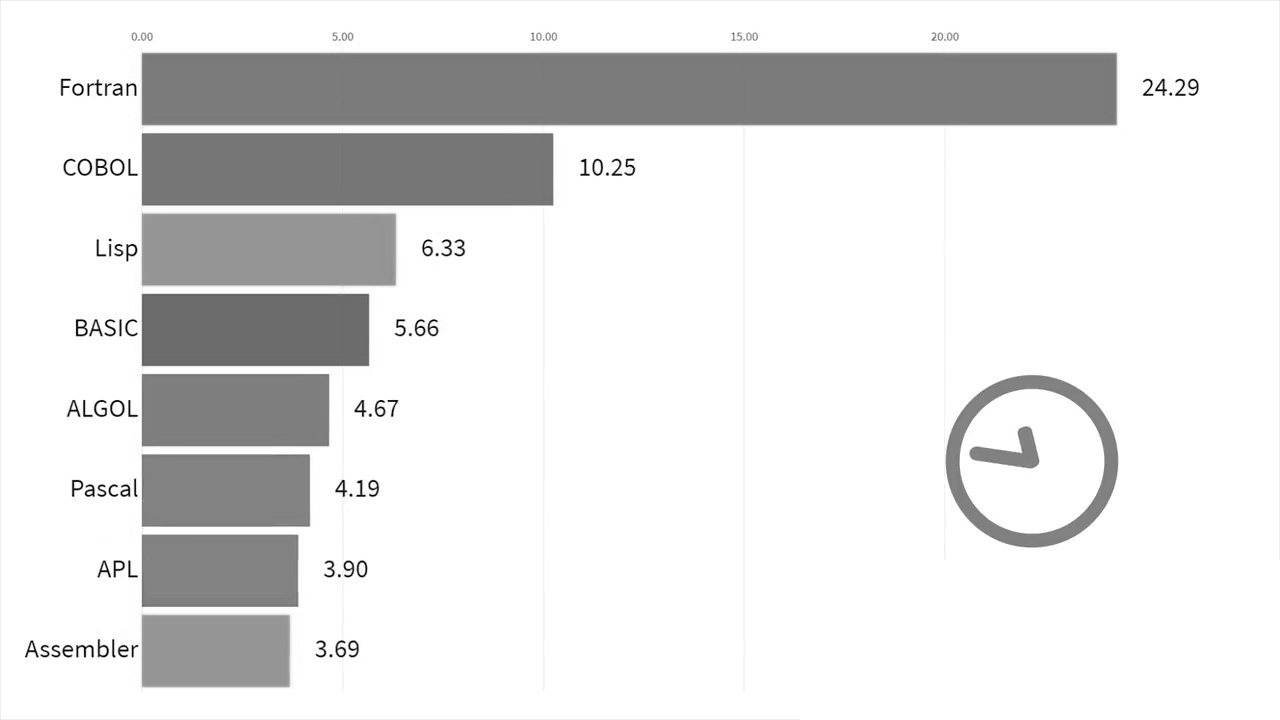 0.00 5.00 10.00 15.00 20.00
Fortran 24.29
COBOL 10.25
Lisp 6.33
BASIC 5.66
ALGOL 4.67
Pascal 4.19
APL 3.90
Assembler 3.69